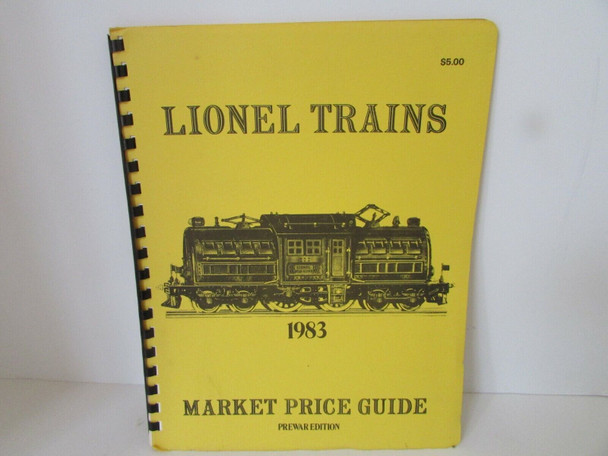 $5.00
LIONEL TRAINS
1983
MARKET PRICE GUIDE
PREWAR EDITION